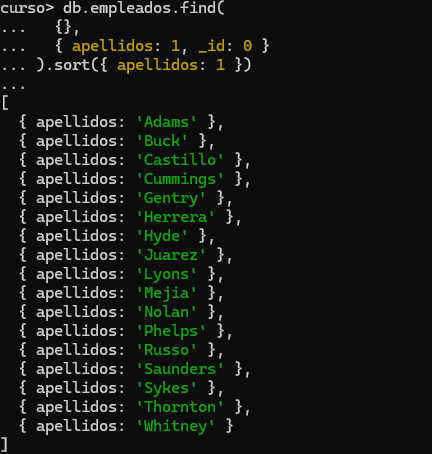 curso> db.empleados.find(
...   {},
...   { apellidos: 1, _id: 0 }
... ).sort({ apellidos: 1 })
...
[
  { apellidos: 'Adams' },
  { apellidos: 'Buck' },
  { apellidos: 'Castillo' },
  { apellidos: 'Cummings' },
  { apellidos: 'Gentry' },
  { apellidos: 'Herrera' },
  { apellidos: 'Hyde' },
  { apellidos: 'Juarez' },
  { apellidos: 'Lyons' },
  { apellidos: 'Mejia' },
  { apellidos: 'Nolan' },
  { apellidos: 'Phelps' },
  { apellidos: 'Russo' },
  { apellidos: 'Saunders' },
  { apellidos: 'Sykes' },
  { apellidos: 'Thornton' },
  { apellidos: 'Whitney' }
]